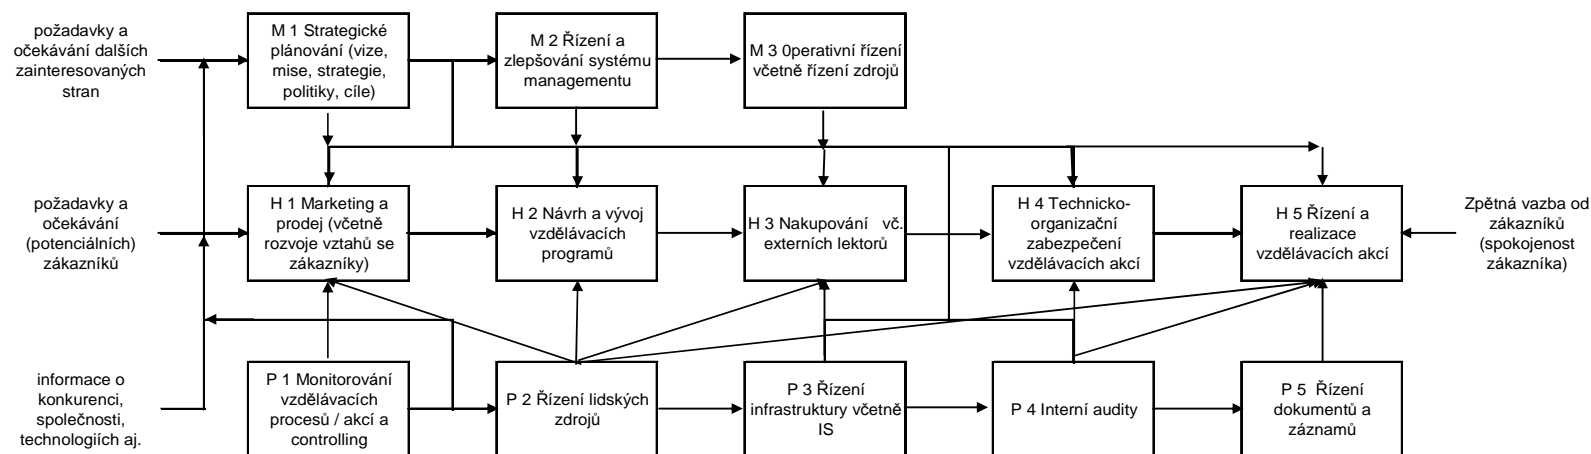 požadavky a
očekávání dalších
zainteresovaných
stran
M 1 Strategické
plánování (vize,
mise, strategie,
politiky, cíle)
M 2 Řízení a
zlepšování systému
managementu
M 3 0perativní řízení
včetně řízení zdrojů
požadavky a
očekávání
(potenciálních)
zákazníků
H 1 Marketing a
prodej (včetně
rozvoje vztahů se
zákazníky)
H 2 Návrh a vývoj
vzdělávacích
programů
H 3 Nakupování vč.
externích lektorů
H 4 Technicko-
organizační
zabezpečení
vzdělávacích akcí
H 5 Řízení a
realizace
vzdělávacích akcí
Zpětná vazba od
zákazníků
(spokojenost
zákazníka)
informace o
konkurenci,
společnosti,
technologiích aj.
P 1 Monitorování
vzdělávacích
procesů / akcí a
controlling
P 2 Řízení lidských
zdrojů
P 3 Řízení
infrastruktury včetně
IS
P 4 Interní audity
P 5 Řízení
dokumentů a
záznamů